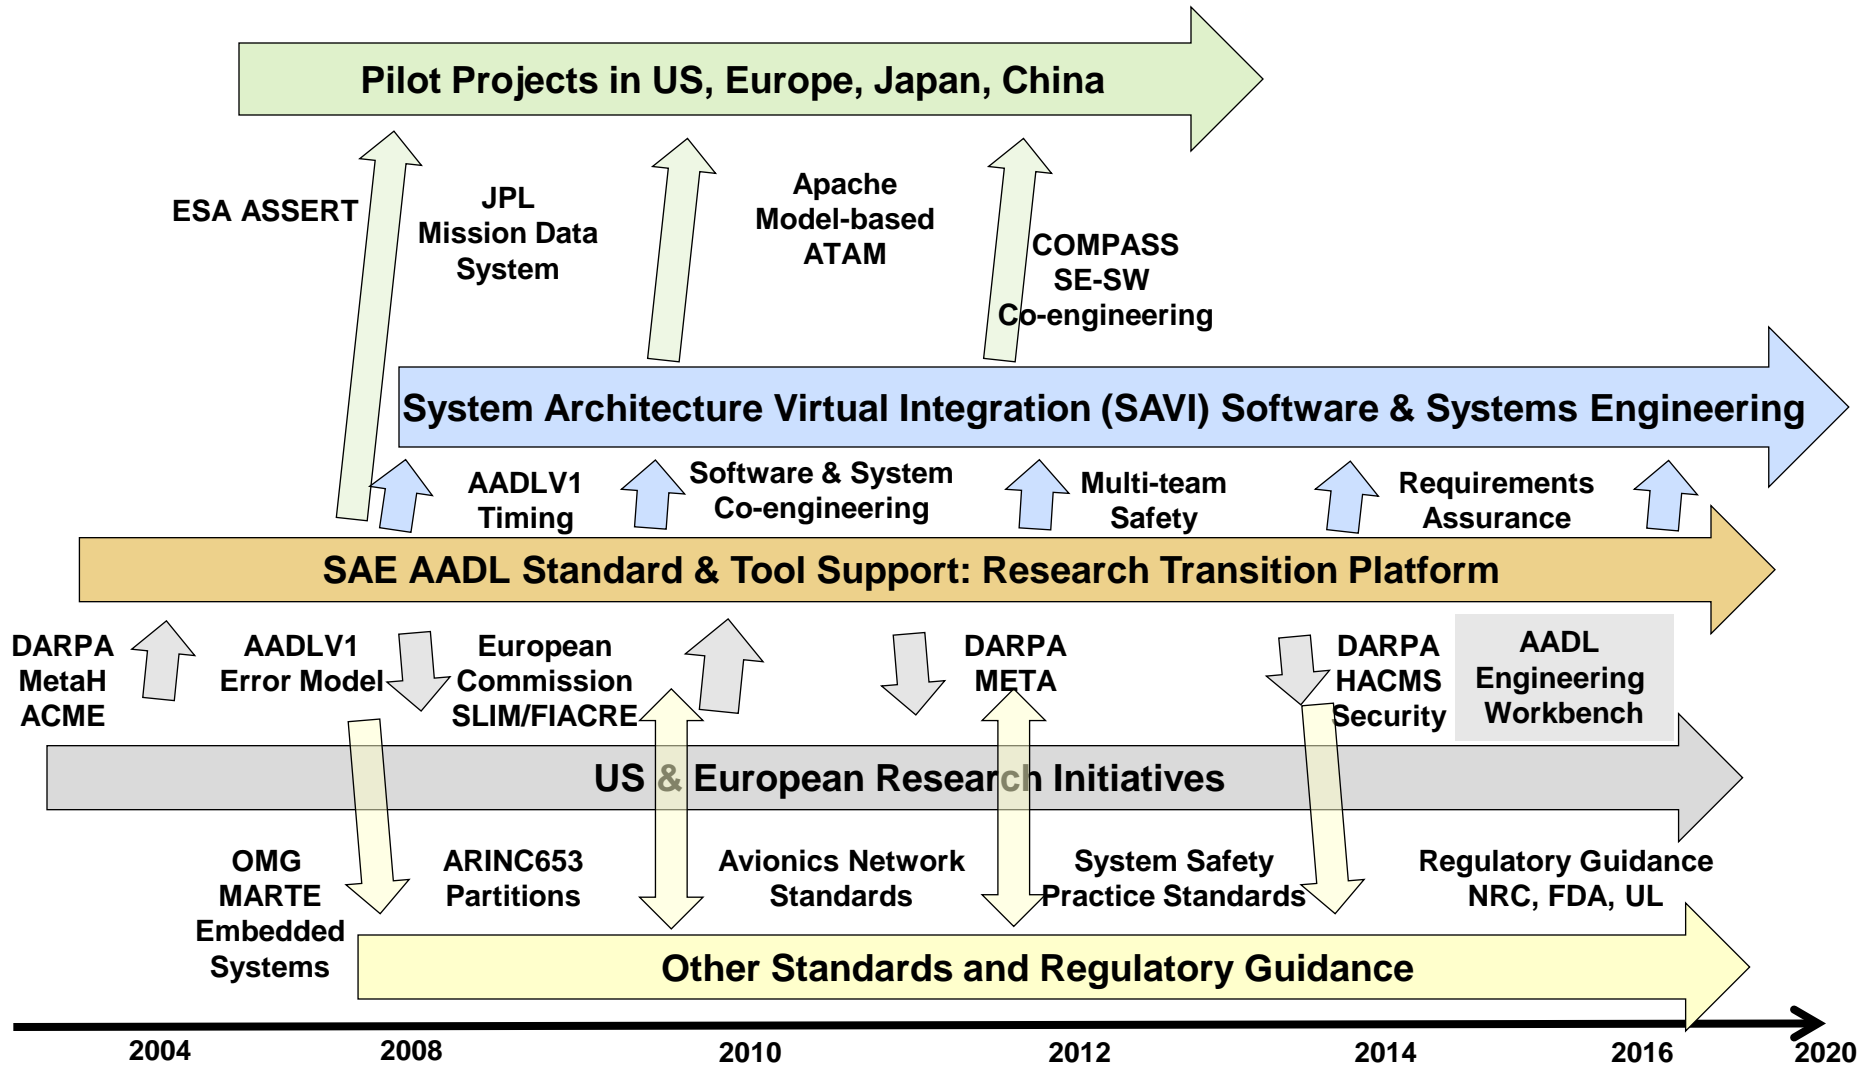 Pilot Projects in US, Europe, Japan, China
ESA ASSERT
JPL
Mission Data
System
Apache
Model-based
ATAM
COMPASS
SE-SW
Co-engineering
System Architecture Virtual Integration (SAVI) Software & Systems Engineering
AADLV1
Timing
Software & System
Co-engineering
Multi-team
Safety
Requirements
Assurance
SAE AADL Standard & Tool Support: Research Transition Platform
DARPA
MetaH
ACME
AADLV1
Error Model
European
Commission
SLIM/FIACRE
DARPA
META
DARPA
HACMS
Security
AADL
Engineering
Workbench
US & European Research Initiatives
OMG
MARTE
Embedded
Systems
ARINC653
Partitions
Avionics Network
Standards
System Safety
Practice Standards
Regulatory Guidance
NRC, FDA, UL
Other Standards and Regulatory Guidance
2004
2008
2010
2012
2014
2016
2020